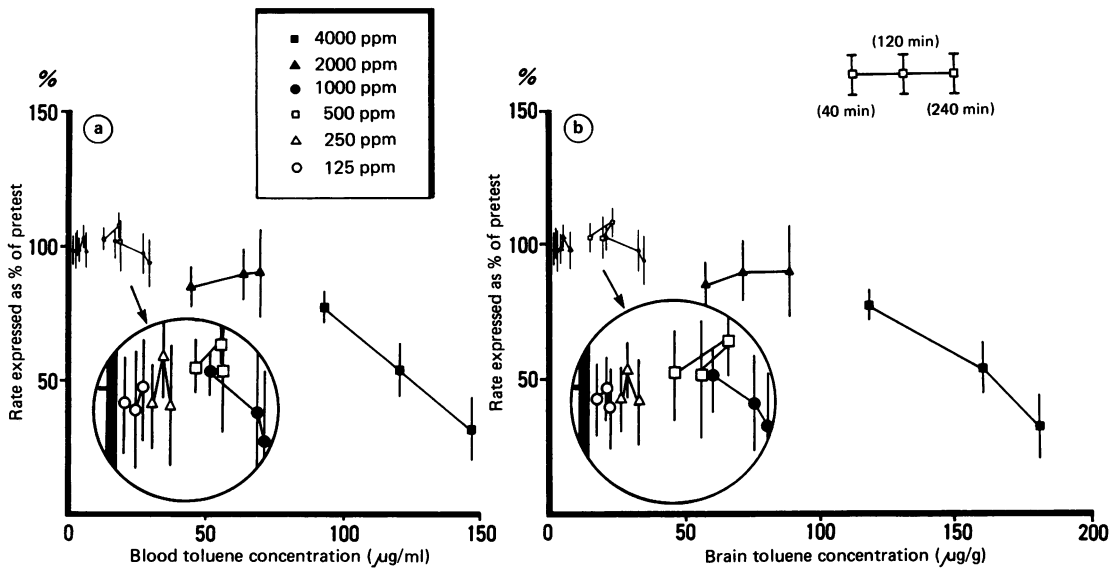 4000 ppm
2000 ppm
1000 ppm
500 ppm
250 ppm
125 ppm
%
150
a
100
50
0
50
100
150
Rate expressed as % of pretest
Blood toluene concentration (µg/ml)
(120 min)
(40 min)
(240 min)
%
150
b
100
50
0
50
100
150
200
Rate expressed as % of pretest
Brain toluene concentration (µg/g)